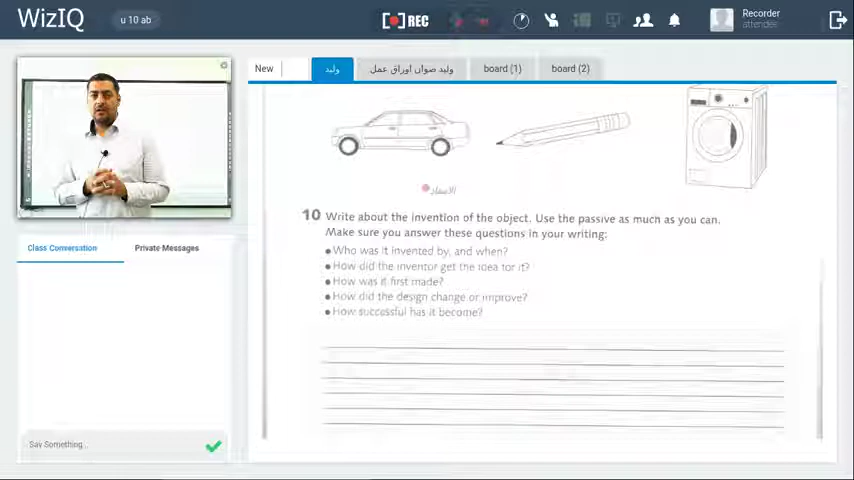 WizIQ
u 10 ab
REC
Recorder
attendee
New
وليد
وليد صوان اوراق عمل
board (1)
board (2)
Class Conversation
Private Messages
10 Write about the invention of the object. Use the passive as much as you can.
Make sure you answer these questions in your writing:
• Who was it invented by, and when?
• How did the inventor get the idea for it?
• How was it first made?
• How did the design change or improve?
• How successful has it become?
Say Something...